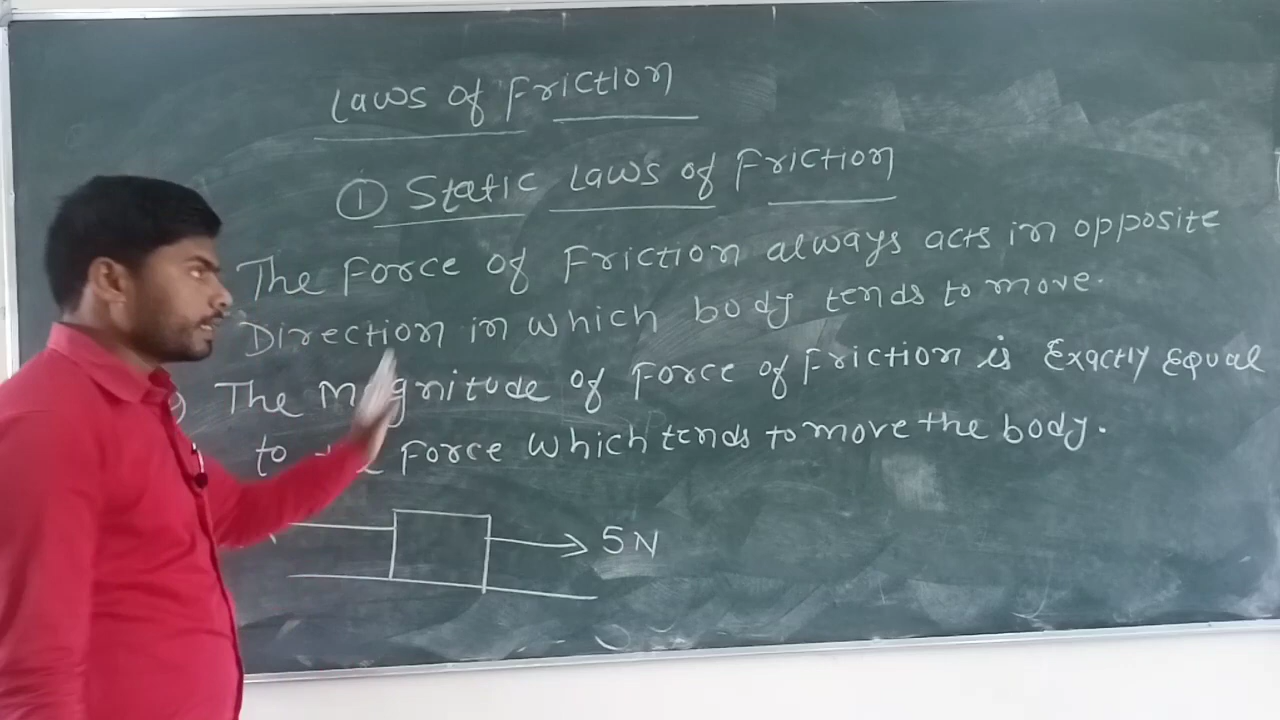 Laws of Friction
① Static Laws of Friction
The Force of Friction always acts in opposite
Direction in which body tends to move.
) The Magnitude of Force of Friction is Exactly Equal
to Force which tends to move the body.
5N